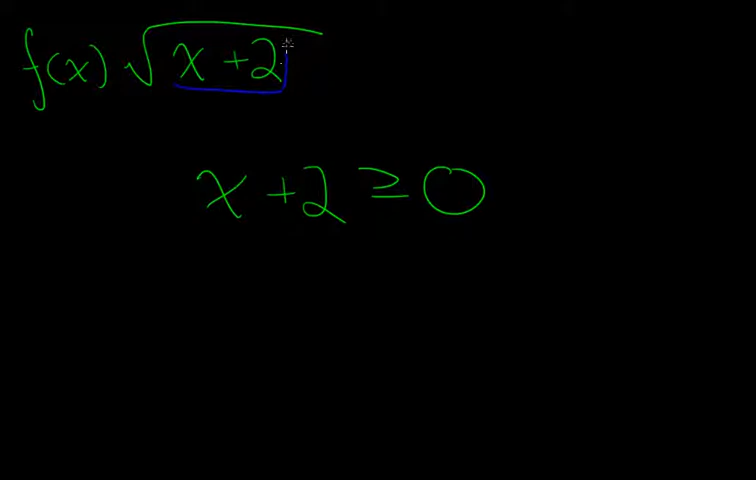 f(x) √x+2
x+2 ≥ 0